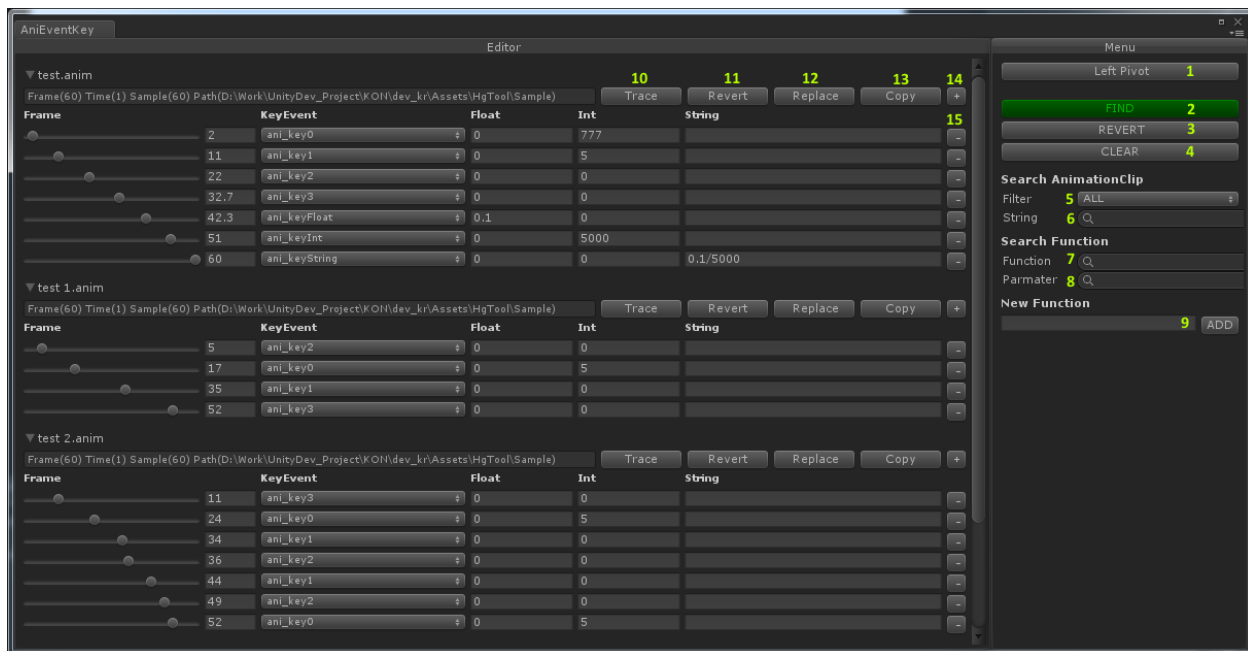 AniEventKey
Editor
Menu
test.anim 10 11 12 13 14
Frame(60) Time(1) Sample(60) Path(D:\Work\UnityDev_Project\KON\dev_kr\Assets\HgTool\Sample) Trace Revert Replace Copy +
Frame KeyEvent Float Int String 15
2 ani_key0 0 777 -
11 ani_key1 0 5 -
22 ani_key2 0 0 -
32.7 ani_key3 0 0 -
42.3 ani_keyFloat 0.1 0 -
51 ani_keyInt 0 5000 -
60 ani_keyString 0 0 0.1/5000 -
test 1.anim
Frame(60) Time(1) Sample(60) Path(D:\Work\UnityDev_Project\KON\dev_kr\Assets\HgTool\Sample) Trace Revert Replace Copy +
Frame KeyEvent Float Int String
5 ani_key2 0 0 -
17 ani_key0 0 5 -
35 ani_key1 0 0 -
52 ani_key3 0 0 -
test 2.anim
Frame(60) Time(1) Sample(60) Path(D:\Work\UnityDev_Project\KON\dev_kr\Assets\HgTool\Sample) Trace Revert Replace Copy +
Frame KeyEvent Float Int String
11 ani_key3 0 0 -
24 ani_key0 0 5 -
34 ani_key1 0 0 -
36 ani_key2 0 0 -
44 ani_key1 0 0 -
49 ani_key2 0 0 -
52 ani_key0 0 5 -
Left Pivot 1
FIND 2
REVERT 3
CLEAR 4
Search AnimationClip
Filter 5 ALL
String 6
Search Function
Function 7
Parmater 8
New Function
9 ADD